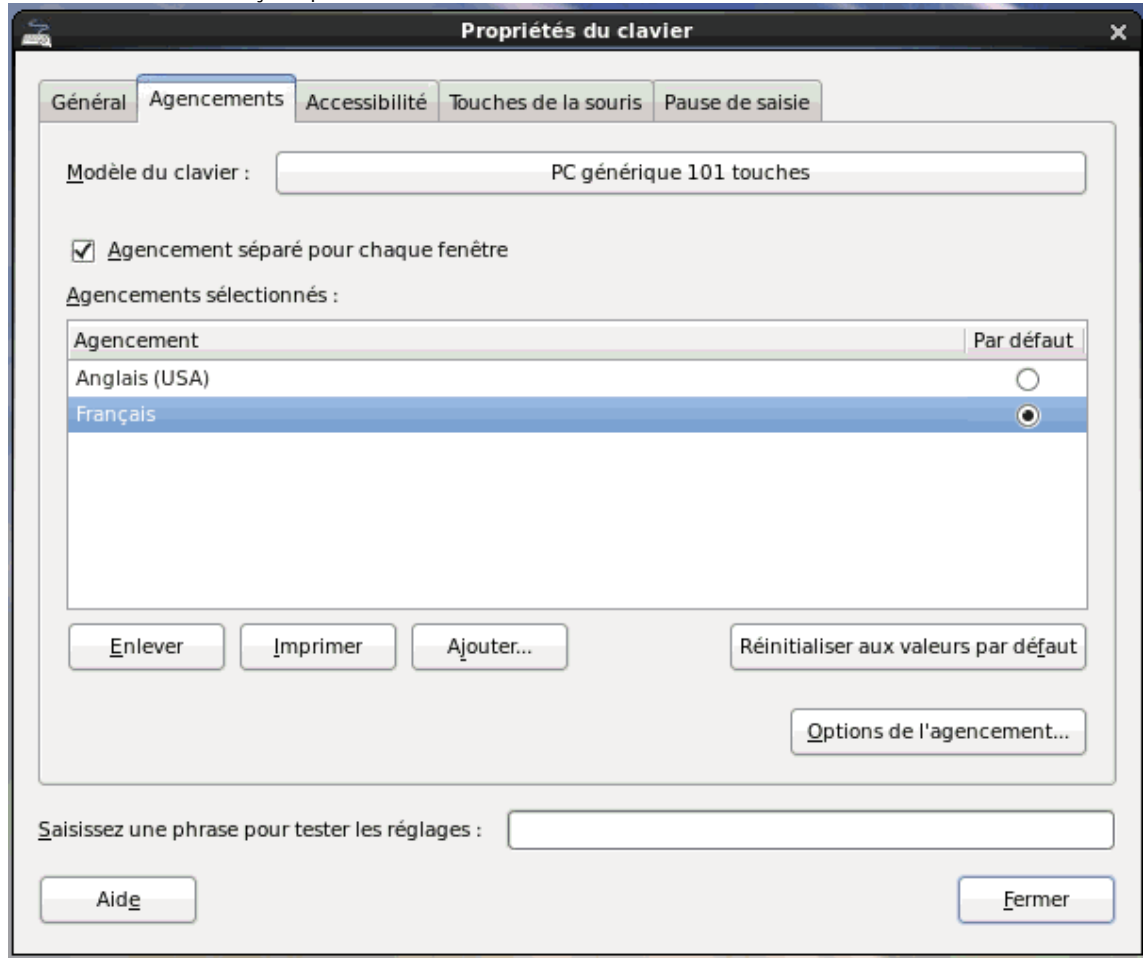 Propriétés du clavier
Général Agencements Accessibilité Touches de la souris Pause de saisie
Modèle du clavier : PC générique 101 touches
Agencement séparé pour chaque fenêtre
Agencements sélectionnés :
Agencement Par défaut
Anglais (USA)
Français
Enlever Imprimer Ajouter... Réinitialiser aux valeurs par défaut
Options de l'agencement...
Saisissez une phrase pour tester les réglages :
Aide Fermer